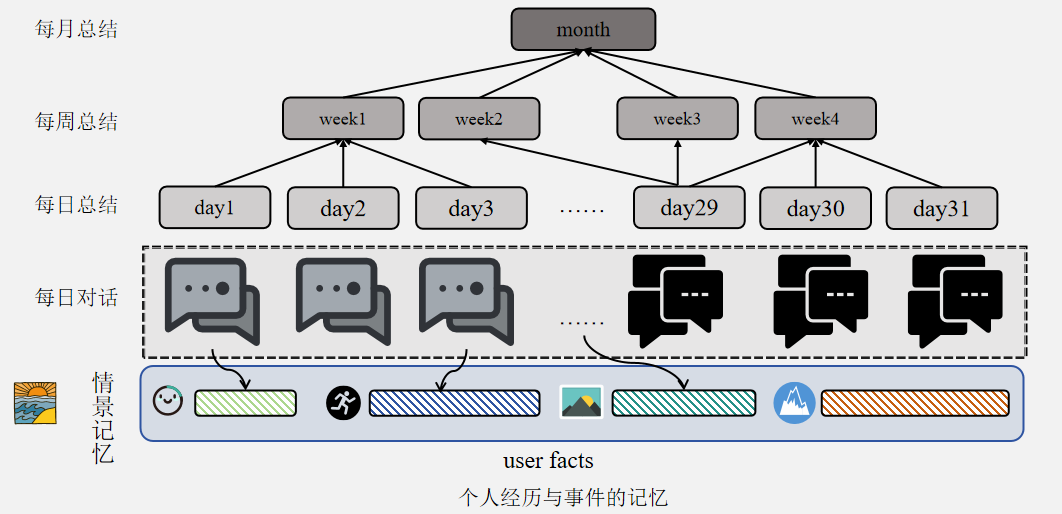 每月总结
month
每周总结
week1
week2
week3
week4
每日总结
day1
day2
day3
……
day29
day30
day31
每日对话
……
情景记忆
user facts
个人经历与事件的记忆